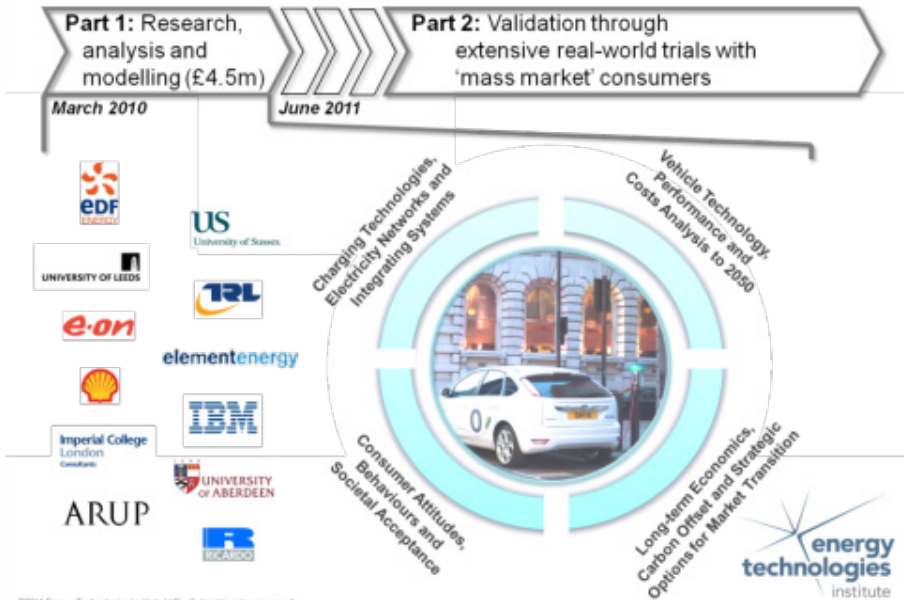 Part 1: Research,
analysis and
modelling (£4.5m)
Part 2: Validation through
extensive real-world trials with
‘mass market’ consumers
March 2010
June 2011
EDF
ENERGY
US
University of Sussex
UNIVERSITY OF LEEDS
TRL
e·on
elementenergy
IBM
Imperial College
London
Consultants
UNIVERSITY
OF ABERDEEN
ARUP
R
RICARDO
Charging Technologies,
Electricity Networks and
Integrating Systems
Vehicle Technology,
Performance and
Costs Analysis to 2050
Consumer Attitudes,
Behaviours and
Societal Acceptance
Long-term Economics,
Carbon Offset and Strategic
Options for Market Transition
energy
technologies
institute